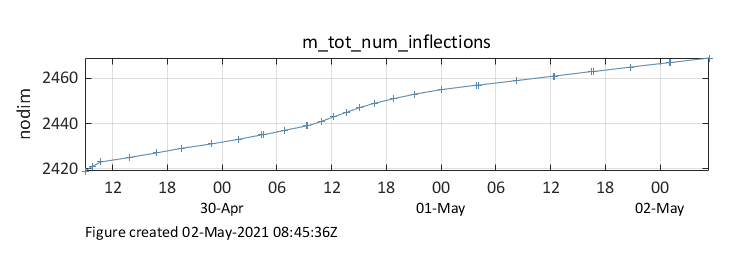 m_tot_num_inflections
nodim
2460
2440
2420
12 18 00 06 12 18 00 06 12 18 00
30-Apr 01-May 02-May
Figure created 02-May-2021 08:45:36Z